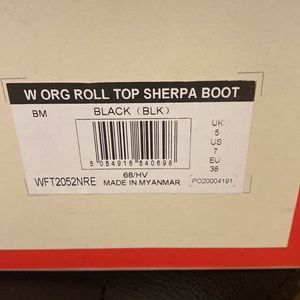 W ORG ROLL TOP SHERPA BOOT
BM BLACK (BLK)
UK
5
US
7
EU
38
5 054916 540698
68/HV
WFT2052NRE MADE IN MYANMAR PO20004191